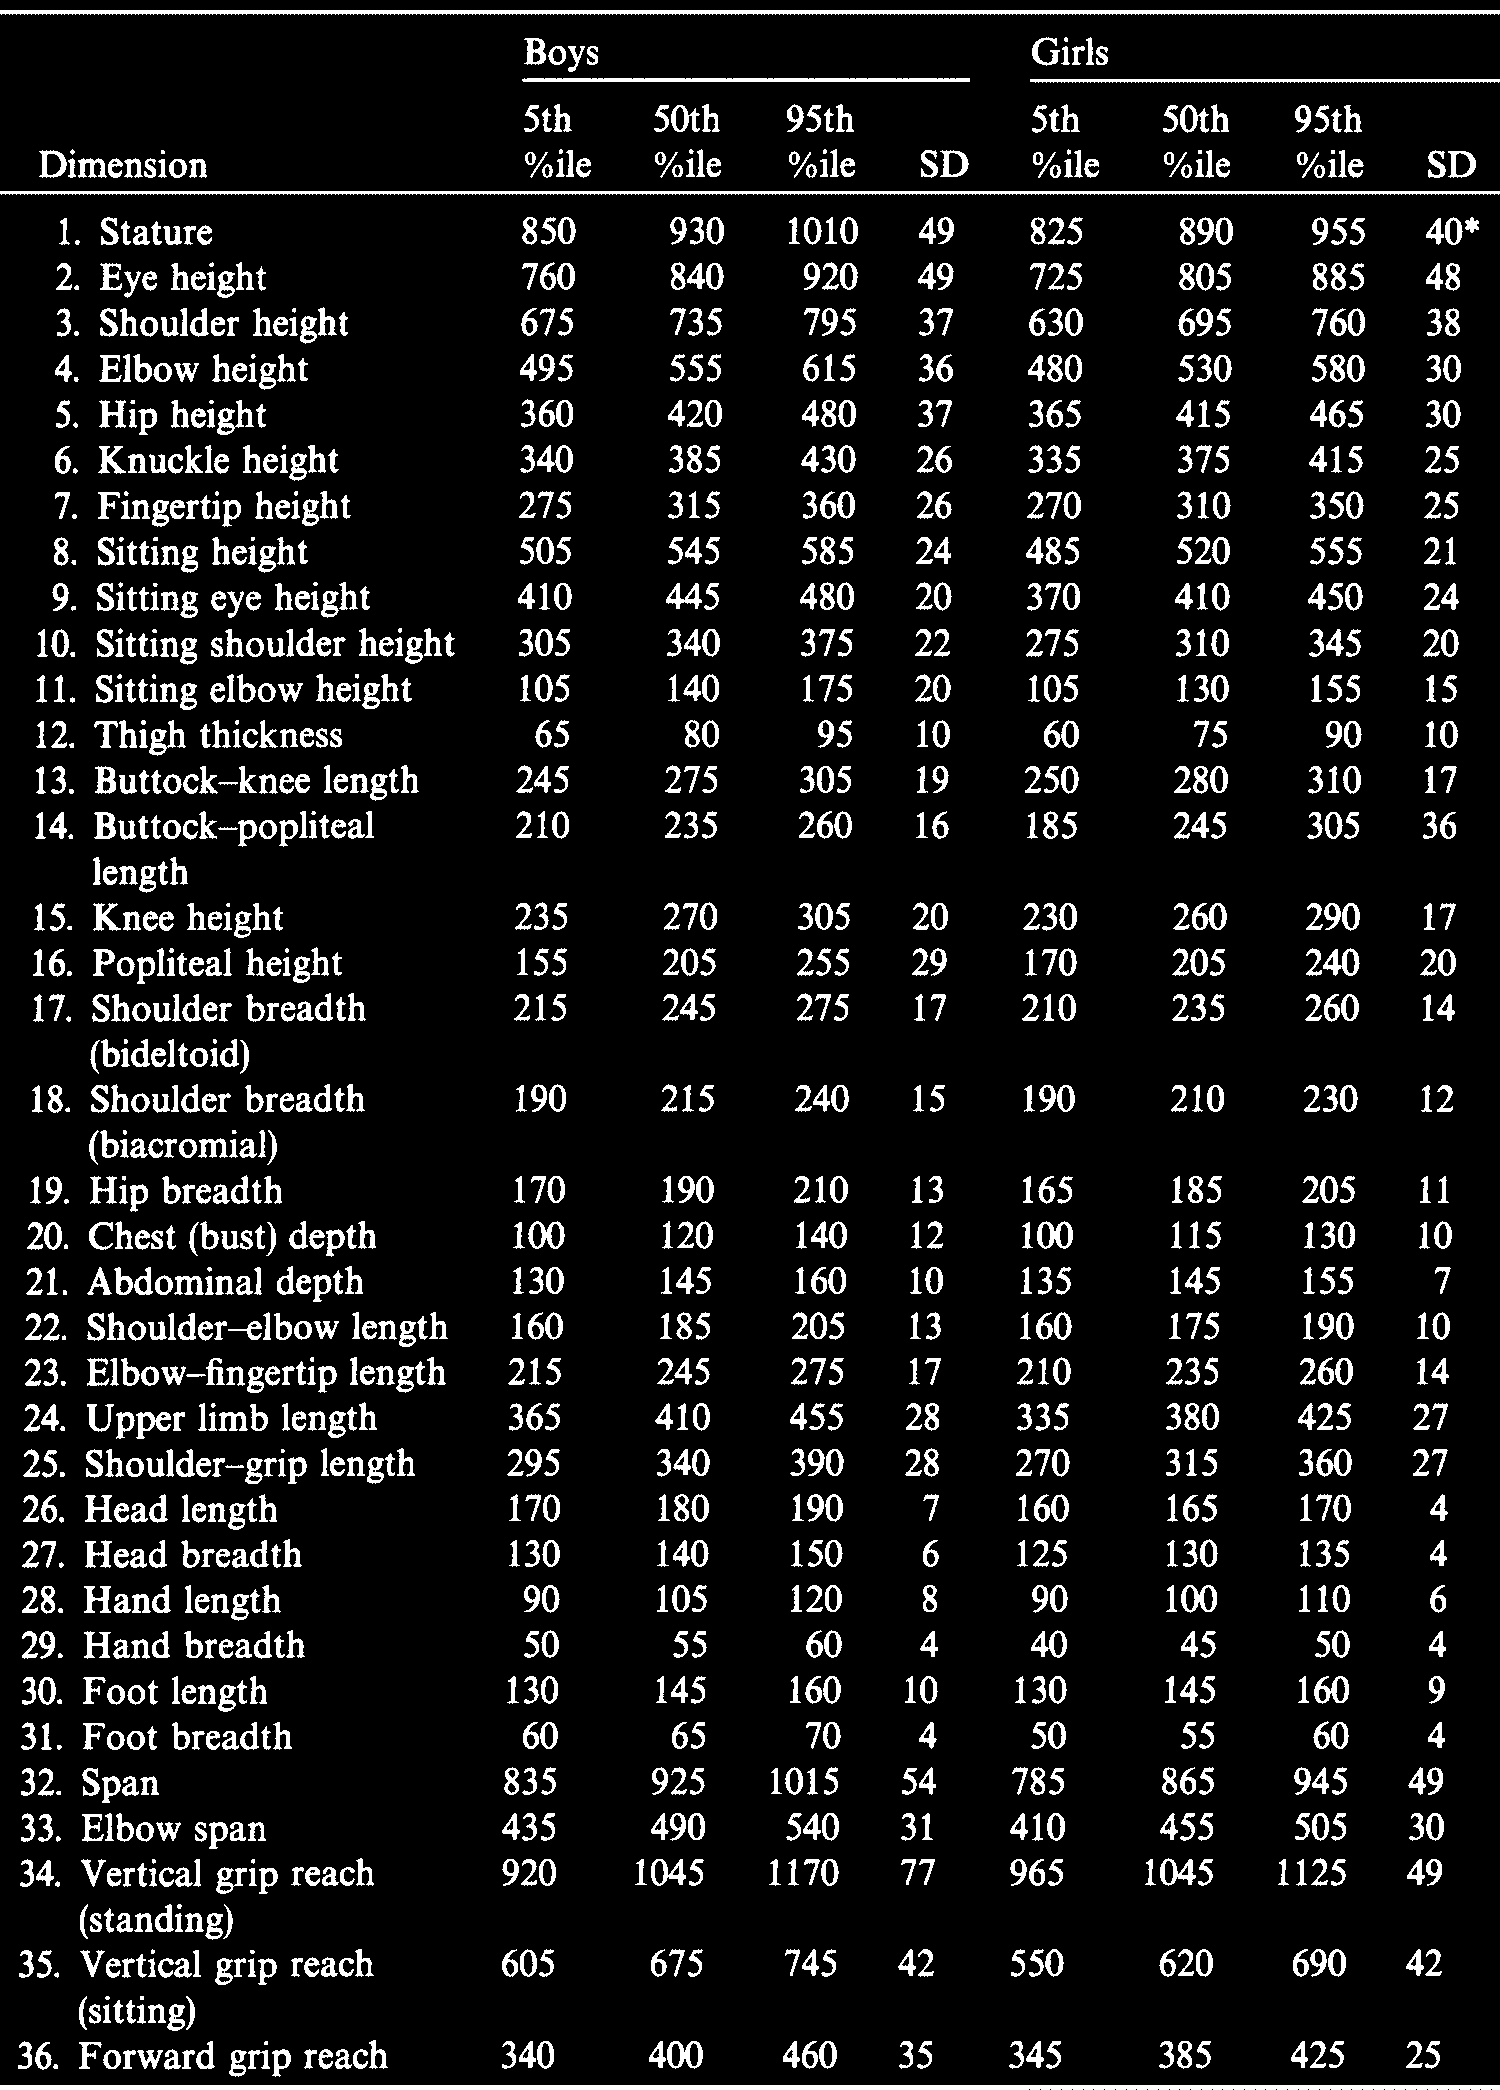 Boys Girls
5th 50th 95th 5th 50th 95th
Dimension %ile %ile %ile SD %ile %ile %ile SD
1. Stature 850 930 1010 49 825 890 955 40*
2. Eye height 760 840 920 49 725 805 885 48
3. Shoulder height 675 735 795 37 630 695 760 38
4. Elbow height 495 555 615 36 480 530 580 30
5. Hip height 360 420 480 37 365 415 465 30
6. Knuckle height 340 385 430 26 335 375 415 25
7. Fingertip height 275 315 360 26 270 310 350 25
8. Sitting height 505 545 585 24 485 520 555 21
9. Sitting eye height 410 445 480 20 370 410 450 24
10. Sitting shoulder height 305 340 375 22 275 310 345 20
11. Sitting elbow height 105 140 175 20 105 130 155 15
12. Thigh thickness 65 80 95 10 60 75 90 10
13. Buttock–knee length 245 275 305 19 250 280 310 17
14. Buttock–popliteal 210 235 260 16 185 245 305 36
length
15. Knee height 235 270 305 20 230 260 290 17
16. Popliteal height 155 205 255 29 170 205 240 20
17. Shoulder breadth 215 245 275 17 210 235 260 14
(bideltoid)
18. Shoulder breadth 190 215 240 15 190 210 230 12
(biacromial)
19. Hip breadth 170 190 210 13 165 185 205 11
20. Chest (bust) depth 100 120 140 12 100 115 130 10
21. Abdominal depth 130 145 160 10 135 145 155 7
22. Shoulder–elbow length 160 185 205 13 160 175 190 10
23. Elbow–fingertip length 215 245 275 17 210 235 260 14
24. Upper limb length 365 410 455 28 335 380 425 27
25. Shoulder–grip length 295 340 390 28 270 315 360 27
26. Head length 170 180 190 7 160 165 170 4
27. Head breadth 130 140 150 6 125 130 135 4
28. Hand length 90 105 120 8 90 100 110 6
29. Hand breadth 50 55 60 4 40 45 50 4
30. Foot length 130 145 160 10 130 145 160 9
31. Foot breadth 60 65 70 4 50 55 60 4
32. Span 835 925 1015 54 785 865 945 49
33. Elbow span 435 490 540 31 410 455 505 30
34. Vertical grip reach 920 1045 1170 77 965 1045 1125 49
(standing)
35. Vertical grip reach 605 675 745 42 550 620 690 42
(sitting)
36. Forward grip reach 340 400 460 35 345 385 425 25